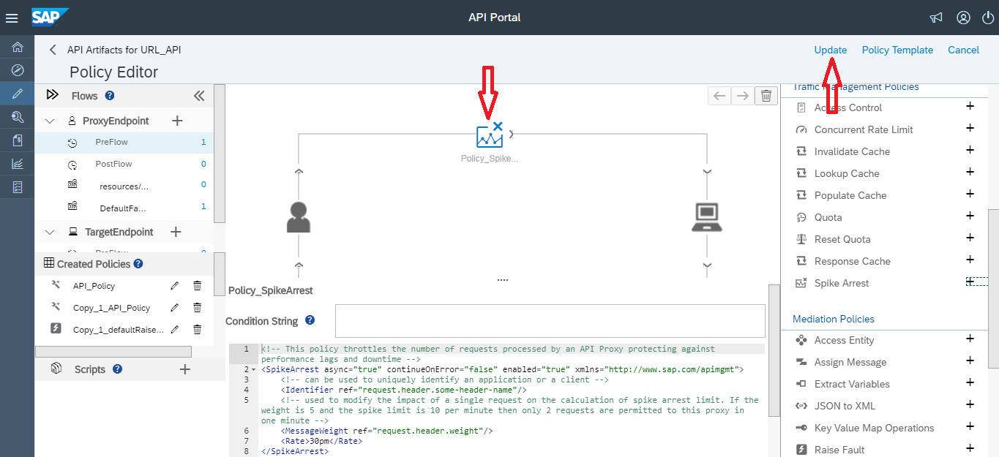 SAP
API Portal
API Artifacts for URL_API
Update
Policy Template
Cancel
Policy Editor
Flows ?
ProxyEndpoint
PreFlow 1
PostFlow 0
resources/... 0
DefaultFa... 1
TargetEndpoint
PreFlow 0
Created Policies ?
API_Policy
Copy_1_API_Policy
Copy_1_defaultRaise...
Scripts ?
Policy_Spike...
....
Policy_SpikeArrest
Condition String ?
1 <!-- This policy throttles the number of requests processed by an API Proxy protecting against
performance lags and downtime -->
2 <SpikeArrest async="true" continueOnError="false" enabled="true" xmlns="http://www.sap.com/apimgmt">
3 <!-- can be used to uniquely identify an application or a client -->
4 <Identifier ref="request.header.some-header-name"/>
5 <!-- used to modify the impact of a single request on the calculation of spike arrest limit. If the
weight is 5 and the spike limit is 10 per minute then only 2 requests are permitted to this proxy in
one minute -->
6 <MessageWeight ref="request.header.weight"/>
7 <Rate>30pm</Rate>
8 </SpikeArrest>
Traffic Management Policies
Access Control
Concurrent Rate Limit
Invalidate Cache
Lookup Cache
Populate Cache
Quota
Reset Quota
Response Cache
Spike Arrest
Mediation Policies
Access Entity
Assign Message
Extract Variables
JSON to XML
Key Value Map Operations
Raise Fault